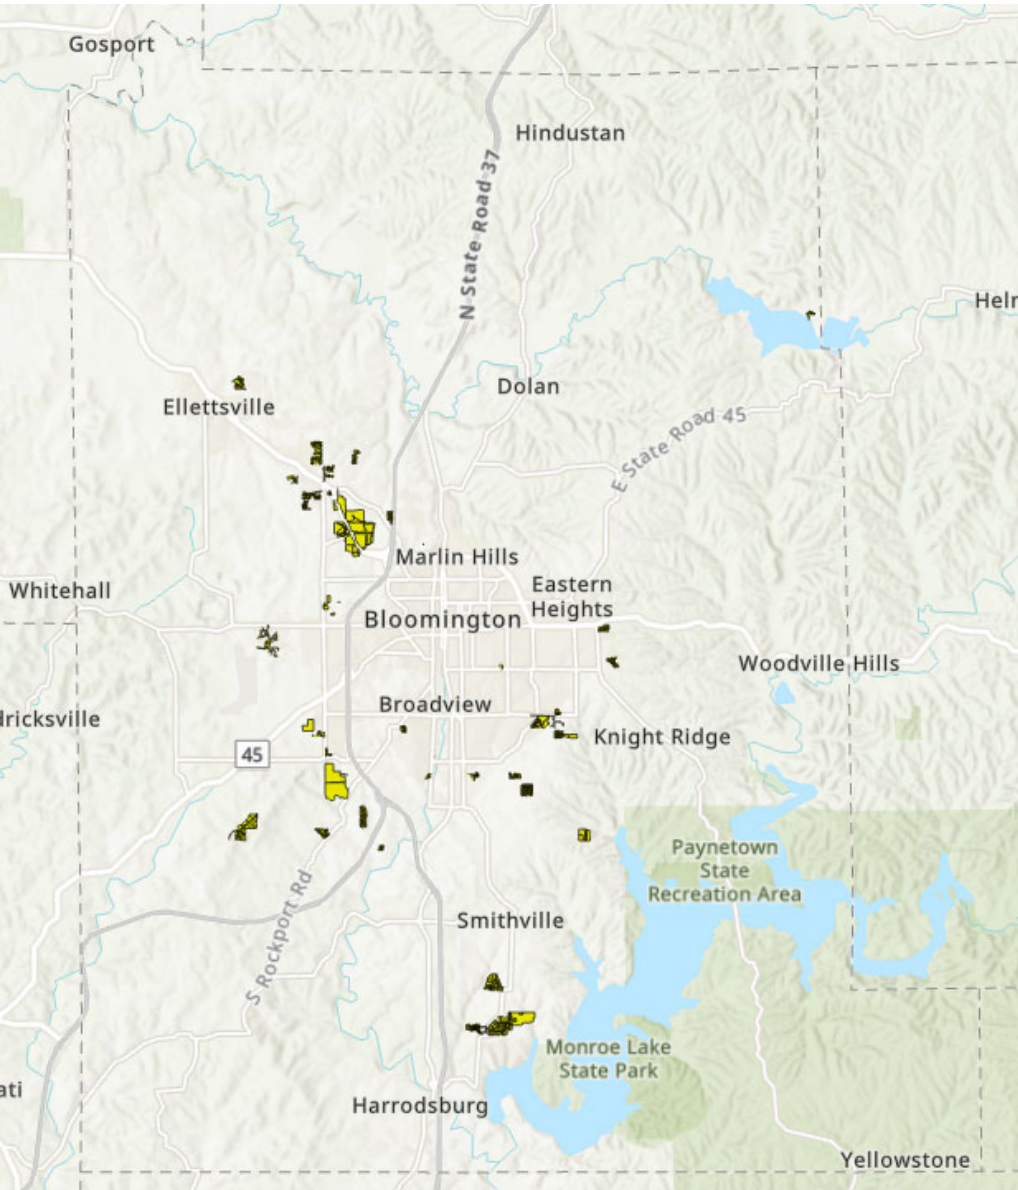 Gosport
Hindustan
N State Road 37
Helr
Dolan
Ellettsville
E State Road 45
Marlin Hills
Whitehall
Eastern
Heights
Bloomington
Woodville Hills
dricksville
Broadview
Knight Ridge
45
Paynetown
State
Recreation Area
Smithville
S Rockport Rd
Monroe Lake
State Park
ati
Harrodsburg
Yellowstone